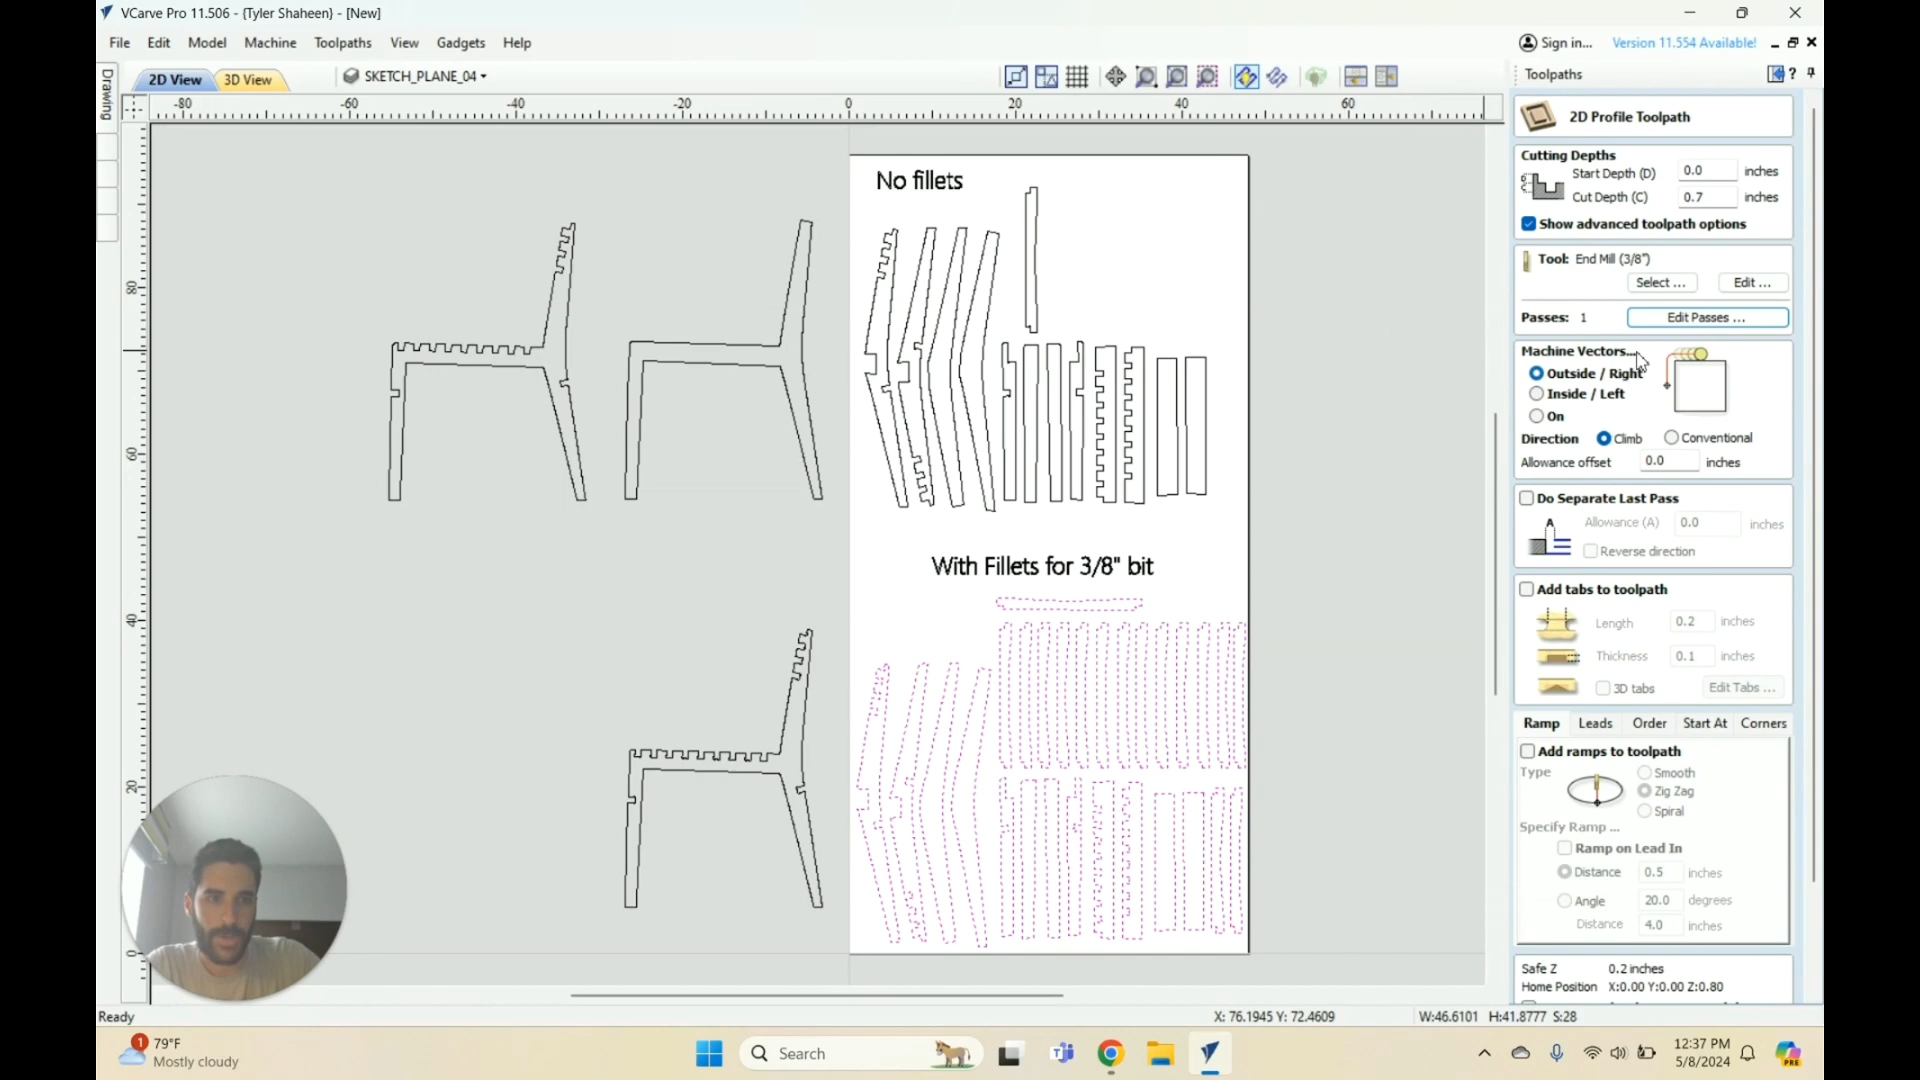 VCarve Pro 11.506 - {Tyler Shaheen} - [New]
File Edit Model Machine Toolpaths View Gadgets Help
Sign in... Version 11.554 Available!
Drawing
2D View 3D View SKETCH_PLANE_04
-80 -60 -40 -20 0 20 40 60
80
60
40
20
0
No fillets
With Fillets for 3/8" bit
Toolpaths
2D Profile Toolpath
Cutting Depths
Start Depth (D) 0.0 inches
Cut Depth (C) 0.7 inches
Show advanced toolpath options
Tool: End Mill (3/8")
Select ... Edit ...
Passes: 1 Edit Passes ...
Machine Vectors...
Outside / Right
Inside / Left
On
Direction Climb Conventional
Allowance offset 0.0 inches
Do Separate Last Pass
A Allowance (A) 0.0 inches
Reverse direction
Add tabs to toolpath
Length 0.2 inches
Thickness 0.1 inches
3D tabs Edit Tabs ...
Ramp Leads Order Start At Corners
Add ramps to toolpath
Type Smooth
Zig Zag
Spiral
Specify Ramp ...
Ramp on Lead In
Distance 0.5 inches
Angle 20.0 degrees
Distance 4.0 inches
Safe Z 0.2 inches
Home Position X:0.00 Y:0.00 Z:0.80
Ready X: 76.1945 Y: 72.4609 W:46.6101 H:41.8777 S:28
1 79°F
Mostly cloudy
Search
12:37 PM
5/8/2024
PRE